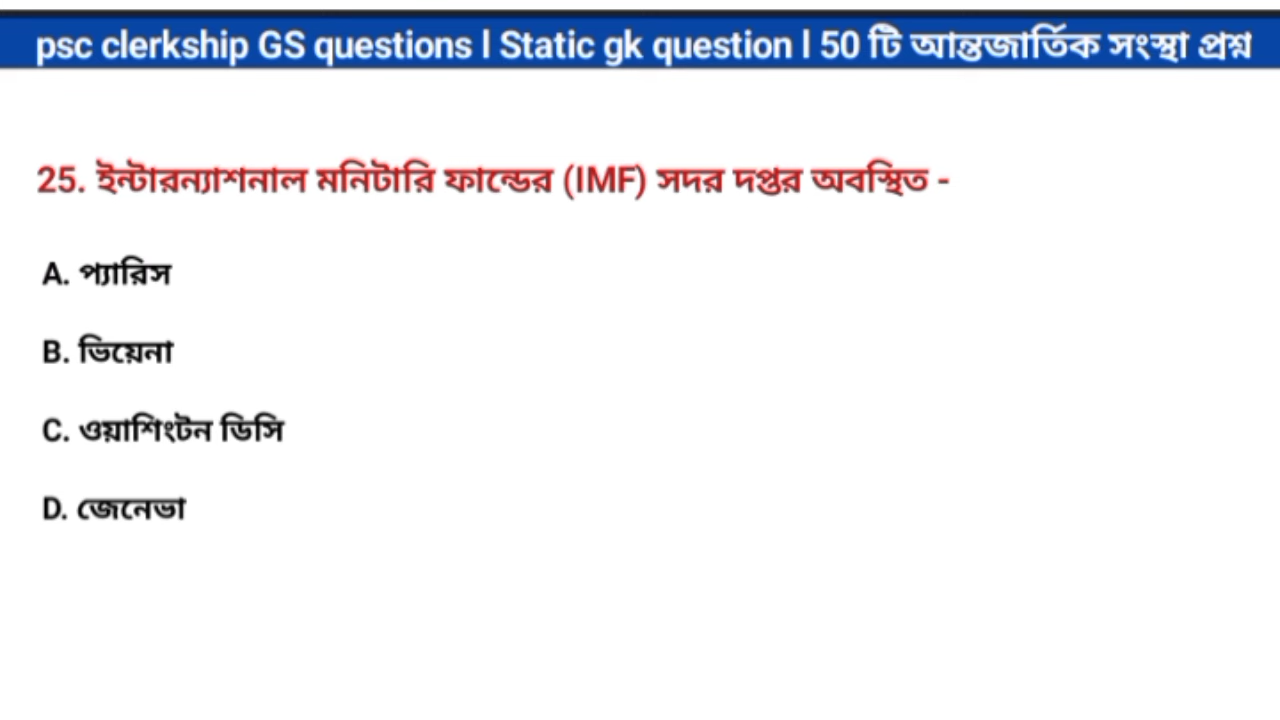 psc clerkship GS questions l Static gk question l 50 টি আন্তজার্তিক সংস্থা প্রশ্ন
25. ইন্টারন্যাশনাল মনিটারি ফান্ডের (IMF) সদর দপ্তর অবস্থিত -
A. প্যারিস
B. ভিয়েনা
C. ওয়াশিংটন ডিসি
D. জেনেভা